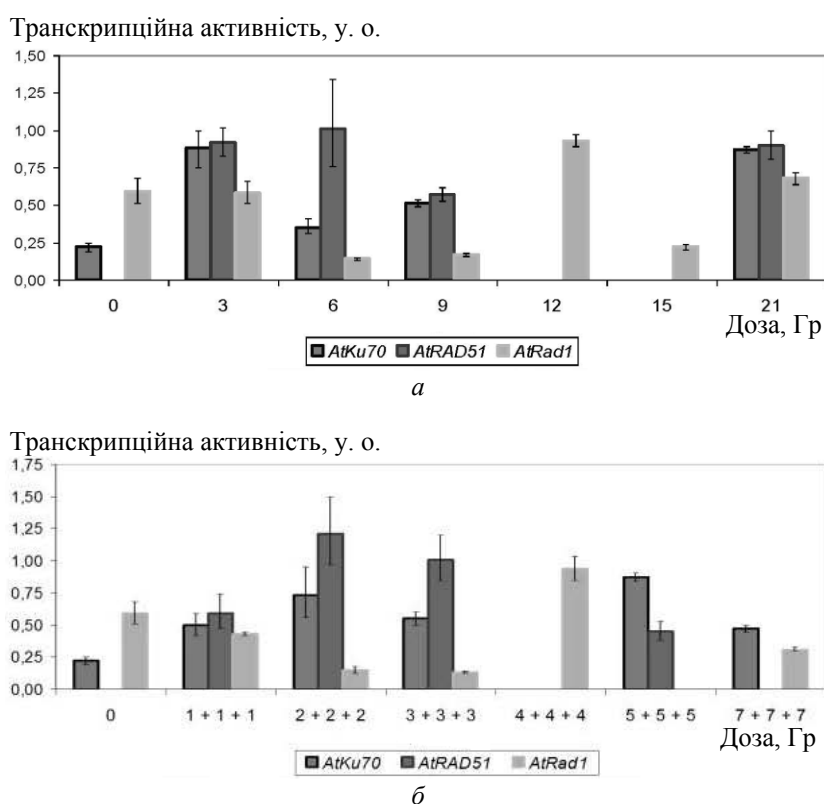 Транскрипційна активність, у. о.
1,50
1,25
1,00
0,75
0,50
0,25
0,00
0 3 6 9 12 15 21
Доза, Гр
AtKu70 AtRAD51 AtRad1
а
Транскрипційна активність, у. о.
1,75
1,50
1,25
1,00
0,75
0,50
0,25
0,00
0 1 + 1 + 1 2 + 2 + 2 3 + 3 + 3 4 + 4 + 4 5 + 5 + 5 7 + 7 + 7
Доза, Гр
AtKu70 AtRAD51 AtRad1
б